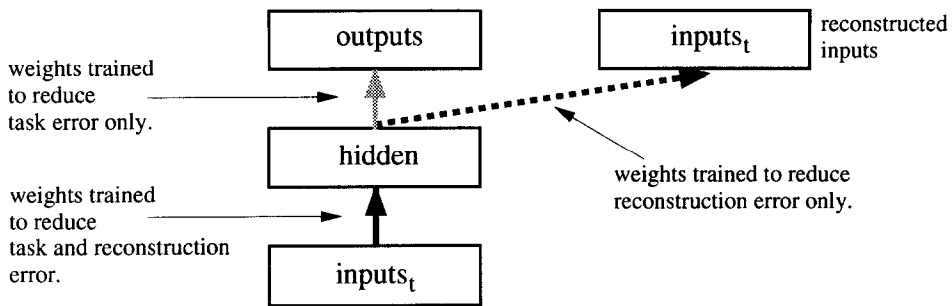 outputs
inputs_t
reconstructed
inputs
weights trained
to reduce
task error only.
hidden
weights trained to reduce
reconstruction error only.
weights trained
to reduce
task and reconstruction
error.
inputs_t